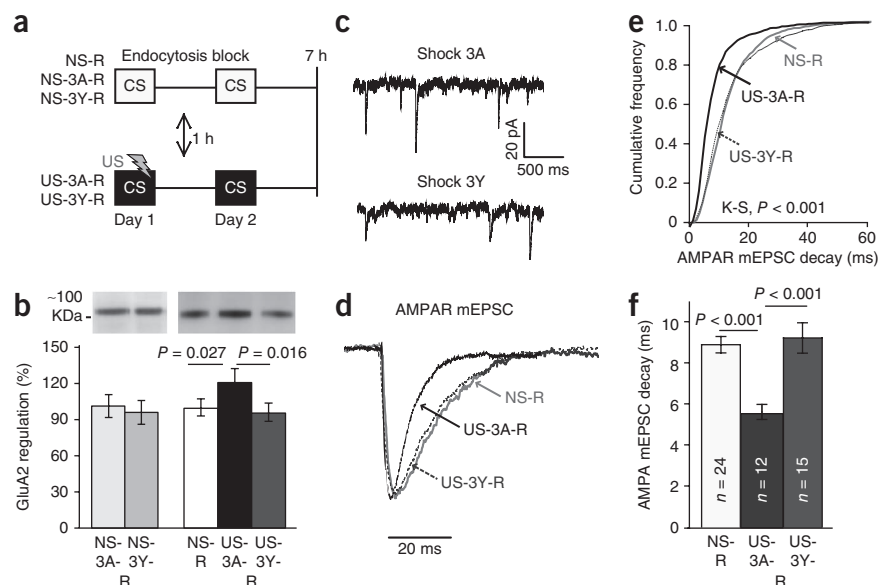 a
NS-R
NS-3A-R
NS-3Y-R
Endocytosis block
7 h
CS
CS
1 h
US
US-3A-R
US-3Y-R
CS
CS
Day 1
Day 2
b
~100
KDa
P = 0.027
P = 0.016
GluA2 regulation (%)
150
120
90
60
30
0
NS-
3A-
NS-
3Y-
R
NS-
R
US-
3A-
US-
3Y-
R
c
Shock 3A
20 pA
500 ms
Shock 3Y
d
AMPAR mEPSC
NS-R
US-3A-R
US-3Y-R
20 ms
e
Cumulative frequency
1.0
0.8
0.6
0.4
0.2
0
NS-R
US-3A-R
US-3Y-R
K-S, P < 0.001
0
20
40
60
AMPAR mEPSC decay (ms)
f
P < 0.001
P < 0.001
AMPA mEPSC decay (ms)
10
8
6
4
2
0
n = 24
n = 12
n = 15
NS-
R
US-
3A-
US-
3Y-
R